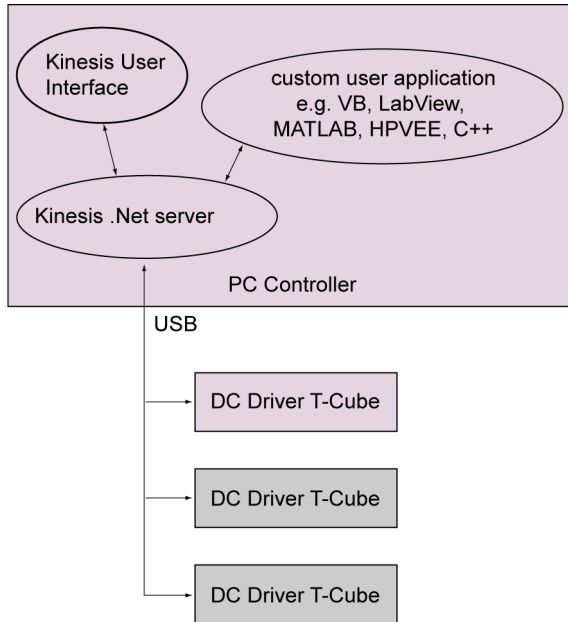 Kinesis User
Interface
custom user application
e.g. VB, LabView,
MATLAB, HPVEE, C++
Kinesis .Net server
PC Controller
USB
DC Driver T-Cube
DC Driver T-Cube
DC Driver T-Cube